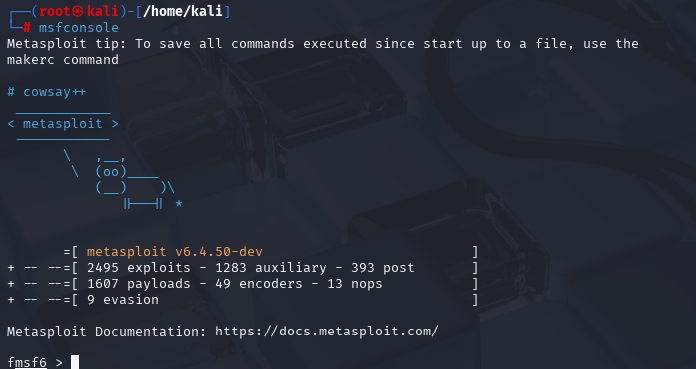 ┌──(root㉿kali)-[/home/kali]
└─# msfconsole
Metasploit tip: To save all commands executed since start up to a file, use the
makerc command

# cowsay++
 ____________
< metasploit >
 ------------
       \   ,__,
        \  (oo)____
           (__)    )\
              ||--|| *

       =[ metasploit v6.4.50-dev                          ]
+ -- --=[ 2495 exploits - 1283 auxiliary - 393 post       ]
+ -- --=[ 1607 payloads - 49 encoders - 13 nops           ]
+ -- --=[ 9 evasion                                       ]

Metasploit Documentation: https://docs.metasploit.com/

fmsf6 >